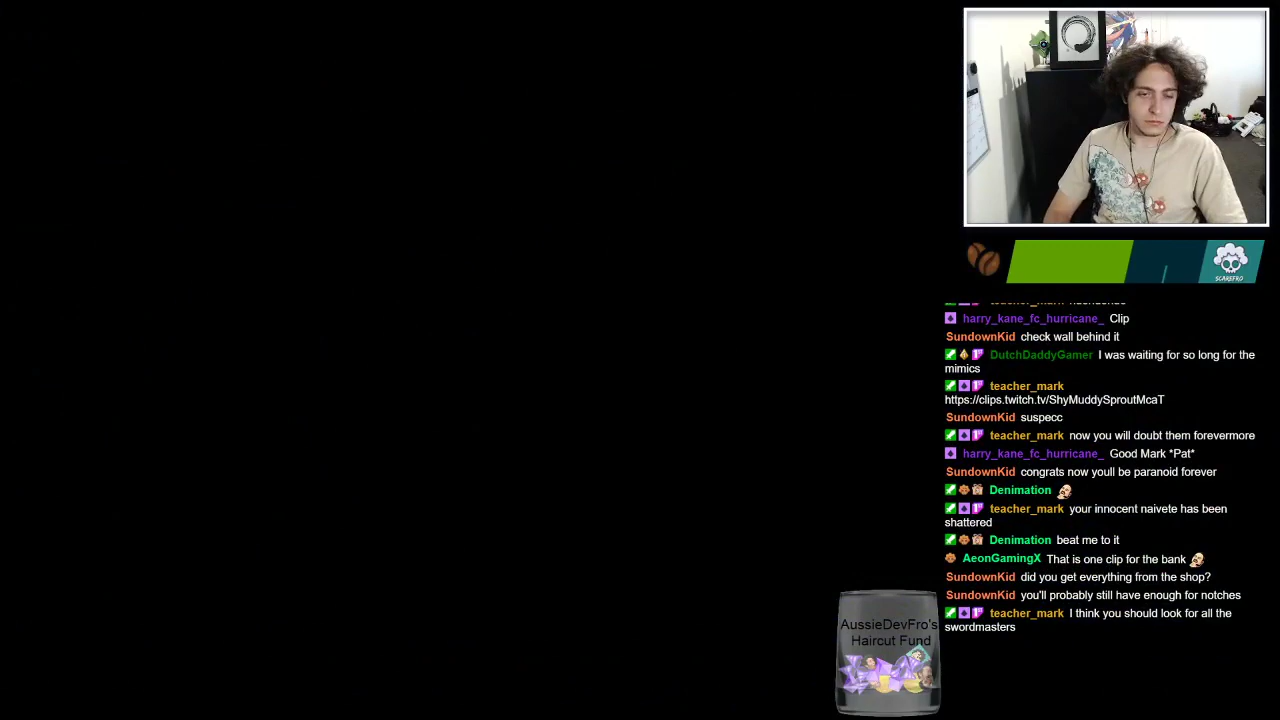 SCAREFRO
harry_kane_fc_hurricane_ Clip
SundownKid check wall behind it
DutchDaddyGamer I was waiting for so long for the
mimics
teacher_mark
https://clips.twitch.tv/ShyMuddySproutMcaT
SundownKid suspecc
teacher_mark now you will doubt them forevermore
harry_kane_fc_hurricane_ Good Mark *Pat*
SundownKid congrats now youll be paranoid forever
Denimation
teacher_mark your innocent naivete has been
shattered
Denimation beat me to it
AeonGamingX That is one clip for the bank
SundownKid did you get everything from the shop?
SundownKid you'll probably still have enough for notches
teacher_mark I think you should look for all the
swordmasters
AussieDevFro's
Haircut Fund